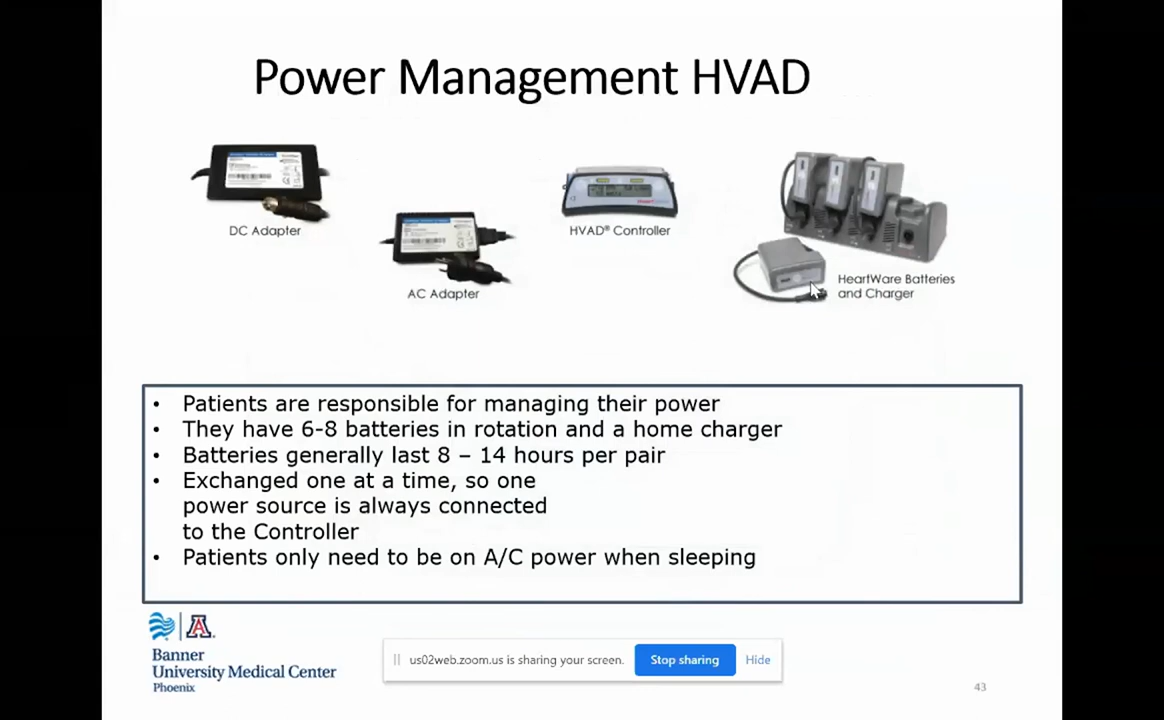 Power Management HVAD
DC Adapter
AC Adapter
HVAD® Controller
HeartWare Batteries
and Charger
• Patients are responsible for managing their power
• They have 6-8 batteries in rotation and a home charger
• Batteries generally last 8 – 14 hours per pair
• Exchanged one at a time, so one
power source is always connected
to the Controller
• Patients only need to be on A/C power when sleeping
Banner
University Medical Center
Phoenix
us02web.zoom.us is sharing your screen.
Stop sharing
Hide
43